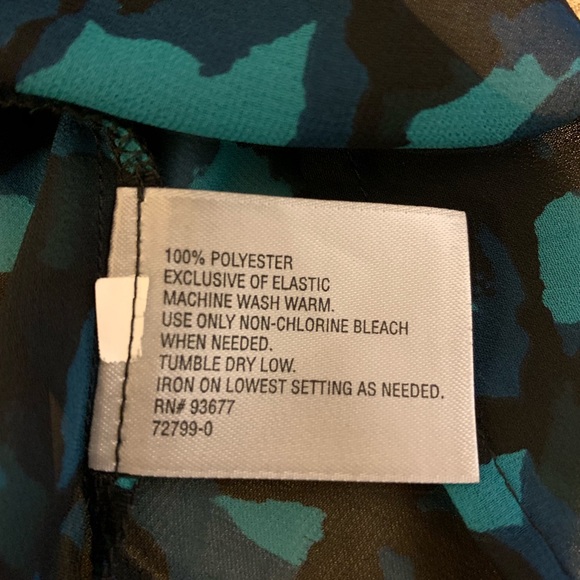 100% POLYESTER
EXCLUSIVE OF ELASTIC
MACHINE WASH WARM.
USE ONLY NON-CHLORINE BLEACH
WHEN NEEDED.
TUMBLE DRY LOW.
IRON ON LOWEST SETTING AS NEEDED.
RN# 93677
72799-0